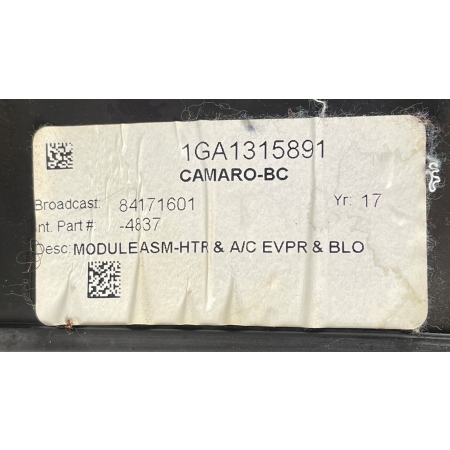 1GA1315891
CAMARO-BC
Broadcast: 84171601 Yr: 17
Int. Part #: -4837
Desc: MODULEASM-HTR & A/C EVPR & BLO